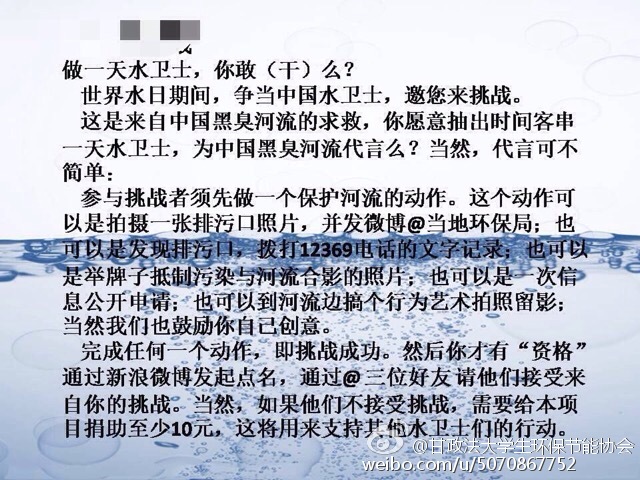 做一天水卫士，你敢（干）么？
世界水日期间，争当中国水卫士，邀您来挑战。
这是来自中国黑臭河流的求救，你愿意抽出时间客串
一天水卫士，为中国黑臭河流代言么？当然，代言可不
简单：
参与挑战者须先做一个保护河流的动作。这个动作可
以是拍摄一张排污口照片，并发微博@当地环保局；也
可以是发现排污口，拨打12369电话的文字记录；也可以
是举牌子抵制污染与河流合影的照片；也可以是一次信
息公开申请；也可以到河流边搞个行为艺术拍照留影；
当然我们也鼓励你自己创意。
完成任何一个动作，即挑战成功。然后你才有“资格”
通过新浪微博发起点名，通过@三位好友请他们接受来
自你的挑战。当然，如果他们不接受挑战，需要给本项
目捐助至少10元，这将用来支持其他水卫士们的行动。
@甘政法大学生环保节能协会
weibo.com/u/5070867752